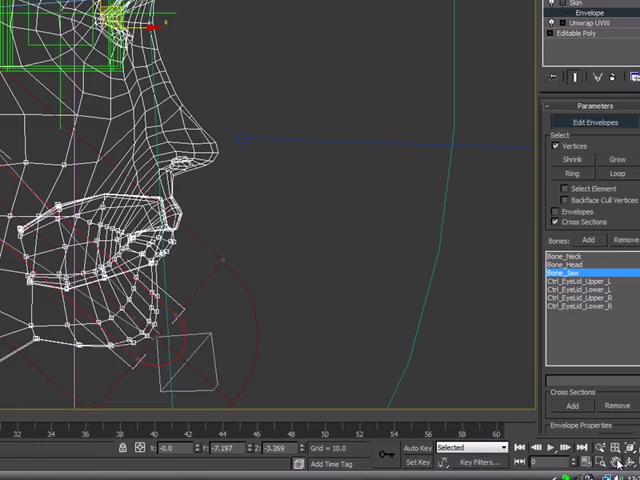 Skin
Envelope
Unwrap UVW
Editable Poly
Parameters
Edit Envelopes
Select
Vertices
Shrink Grow
Ring Loop
Select Element
Backface Cull Vertices
Envelopes
Cross Sections
Bones: Add Remove
Bone_Neck
Bone_Head
Bone_Jaw
Ctrl_EyeLid_Upper_L
Ctrl_EyeLid_Lower_L
Ctrl_EyeLid_Upper_R
Ctrl_EyeLid_Lower_R
Cross Sections
Add Remove
Envelope Properties
x
32 34 36 38 40 42 44 46 48 50 52 54 56 58 60
X: -0.0 Y: -7.197 Z: -3.269 Grid = 10.0 Auto Key Selected
Add Time Tag Set Key Key Filters... 0